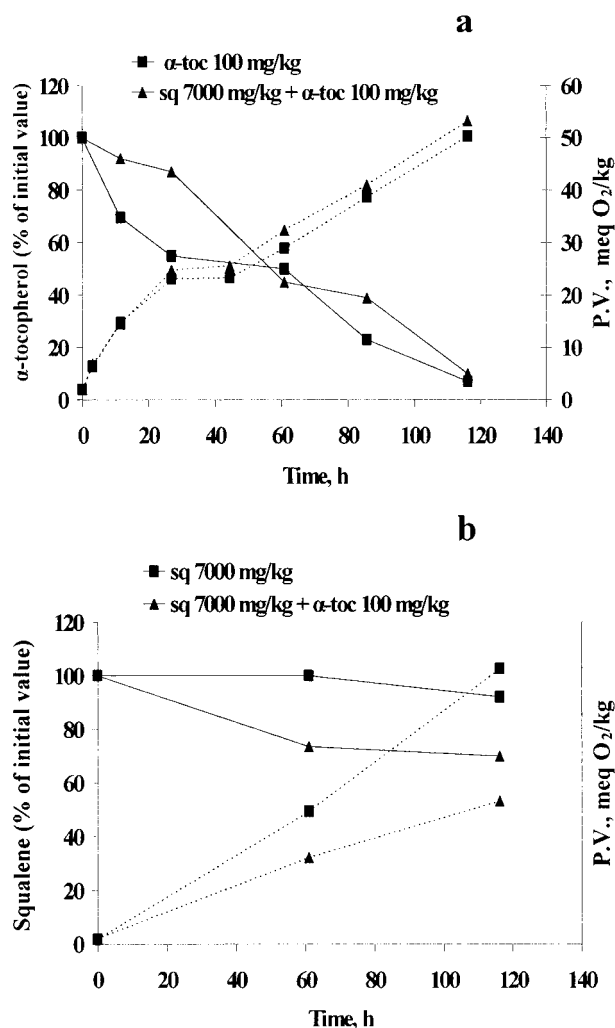 a
α-toc 100 mg/kg
sq 7000 mg/kg + α-toc 100 mg/kg
120
100
80
60
40
20
0
α-tocopherol (% of initial value)
60
50
40
30
20
10
0
P.V., meq O₂/kg
0 20 40 60 80 100 120 140
Time, h
b
sq 7000 mg/kg
sq 7000 mg/kg + α-toc 100 mg/kg
120
100
80
60
40
20
0
Squalene (% of initial value)
P.V., meq O₂/kg
0 20 40 60 80 100 120 140
Time, h